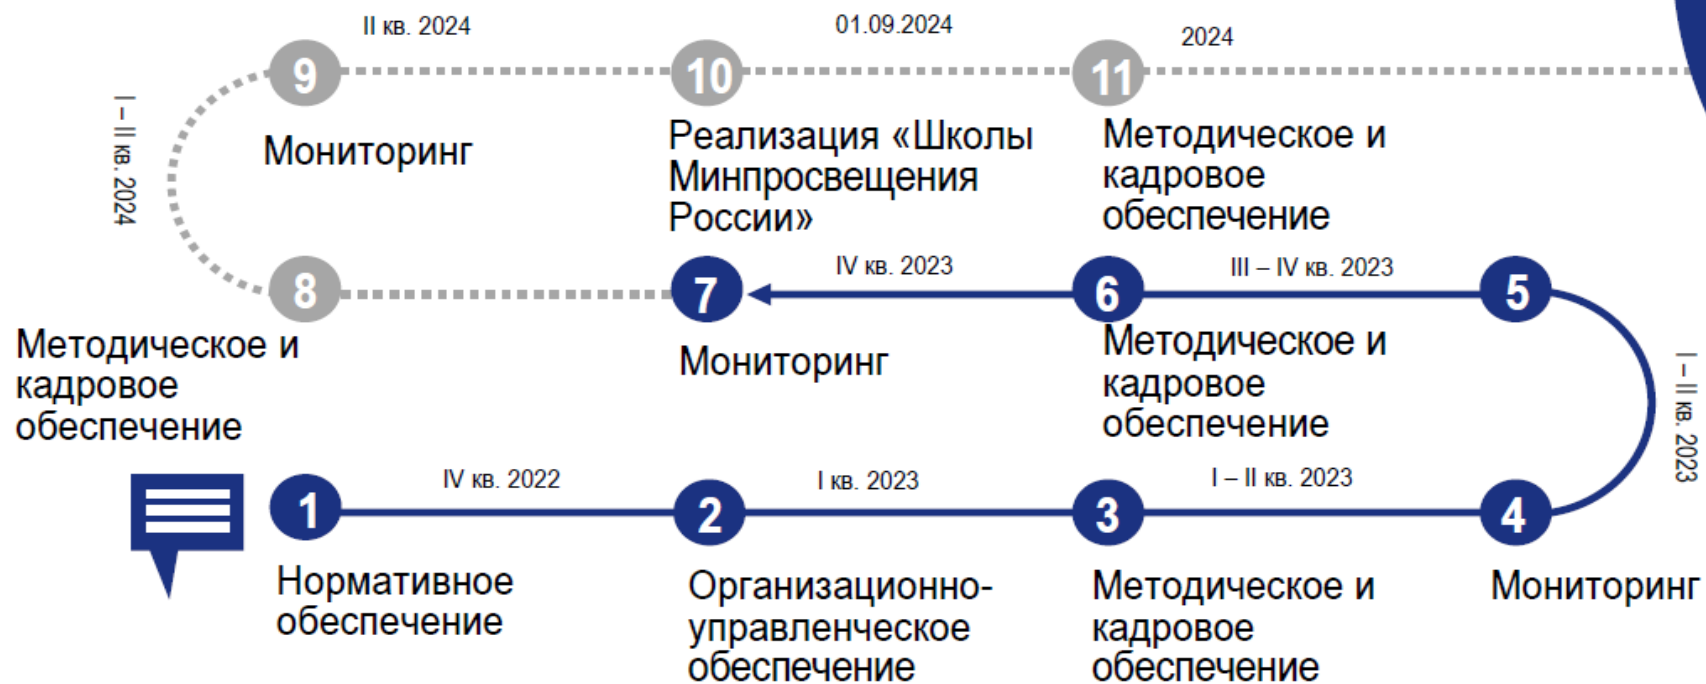 II кв. 2024
01.09.2024
2024
9
10
11
I – II кв. 2024
Мониторинг
Реализация «Школы
Минпросвещения
России»
Методическое и
кадровое
обеспечение
IV кв. 2023
III – IV кв. 2023
8
7
6
5
Методическое и
кадровое
обеспечение
Мониторинг
Методическое и
кадровое
обеспечение
I – II кв. 2023
IV кв. 2022
I кв. 2023
I – II кв. 2023
1
2
3
4
Нормативное
обеспечение
Организационно-
управленческое
обеспечение
Методическое и
кадровое
обеспечение
Мониторинг